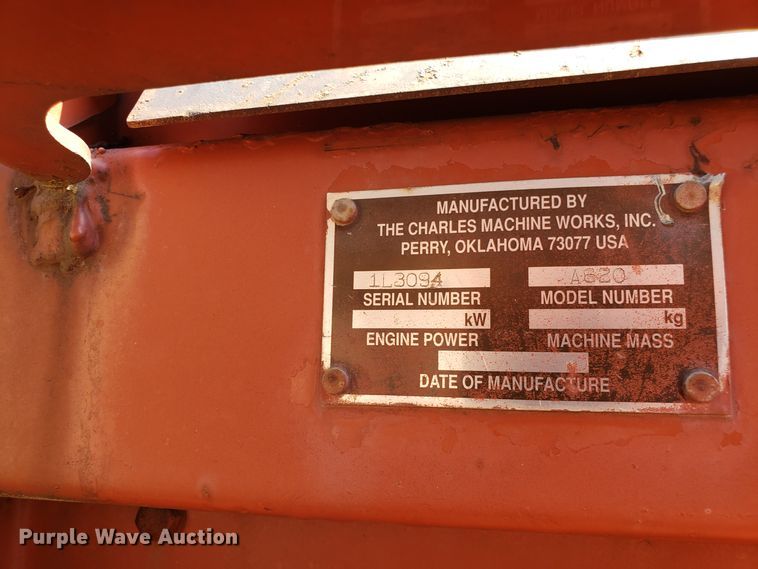 MANUFACTURED BY
THE CHARLES MACHINE WORKS, INC.
PERRY, OKLAHOMA 73077 USA
1L3094 A620
SERIAL NUMBER MODEL NUMBER
kW kg
ENGINE POWER MACHINE MASS
DATE OF MANUFACTURE
Purple Wave Auction